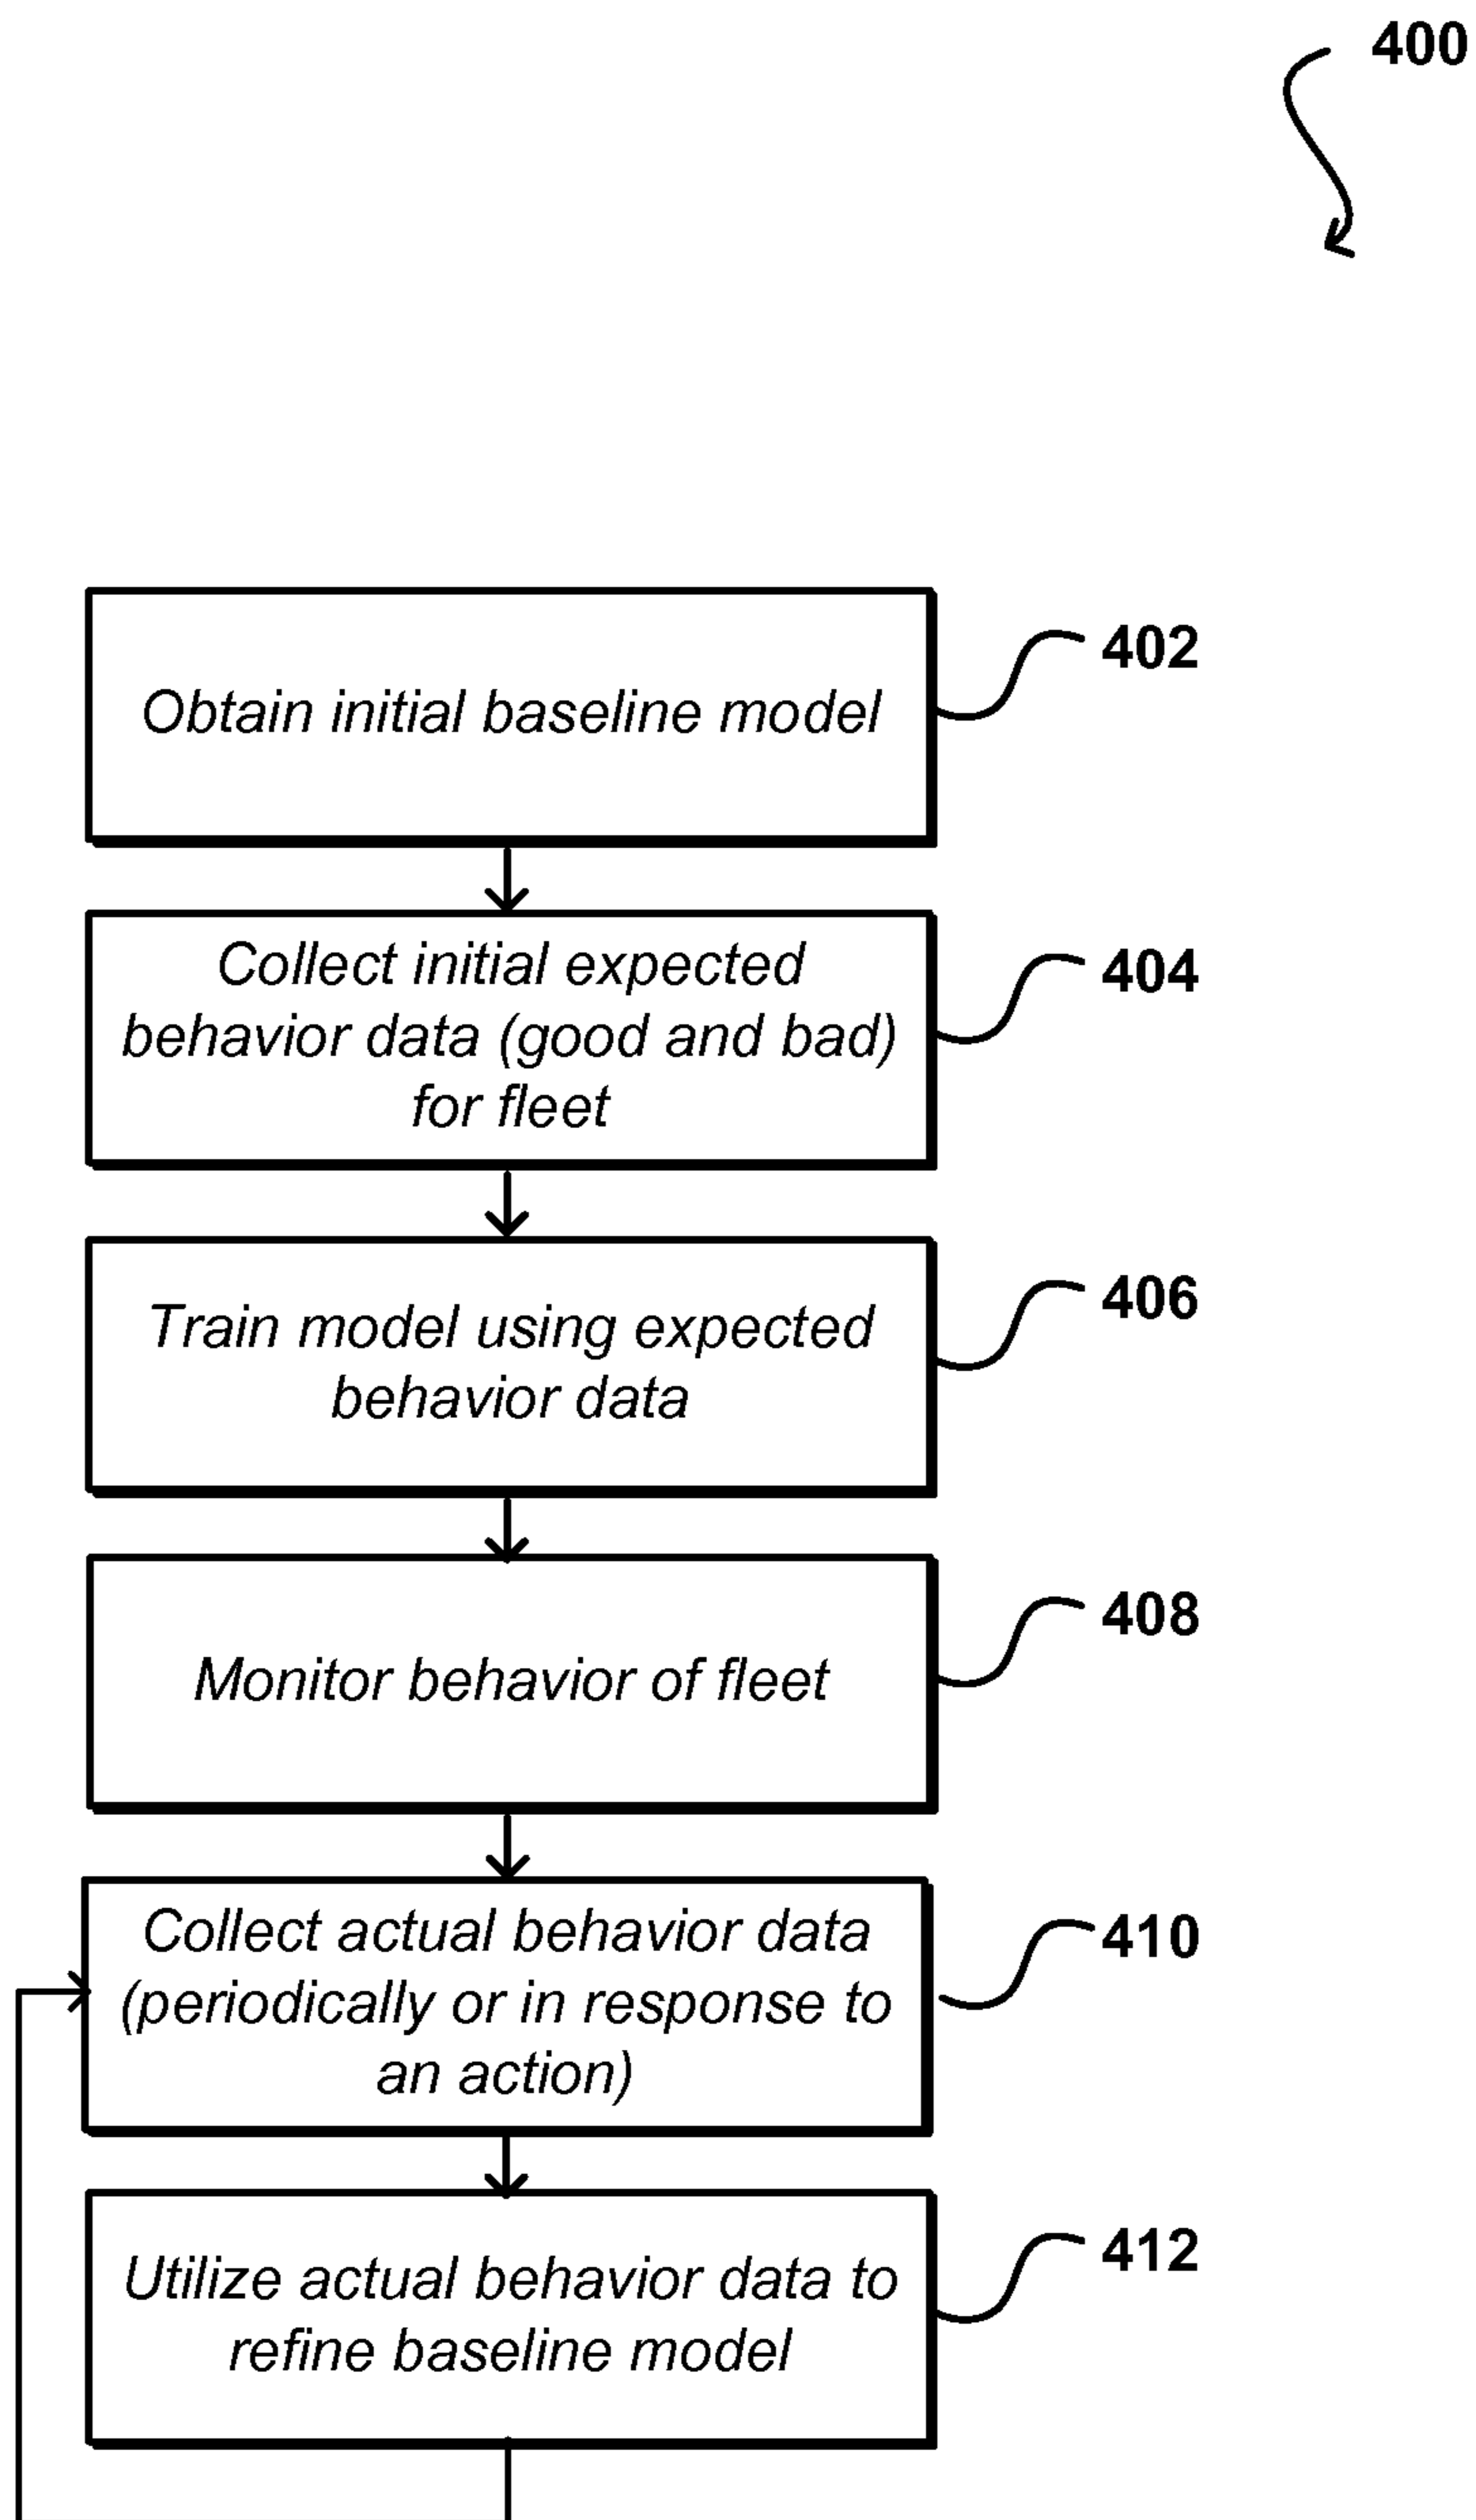 400
Obtain initial baseline model
402
Collect initial expected
behavior data (good and bad)
for fleet
404
Train model using expected
behavior data
406
Monitor behavior of fleet
408
Collect actual behavior data
(periodically or in response to
an action)
410
Utilize actual behavior data to
refine baseline model
412